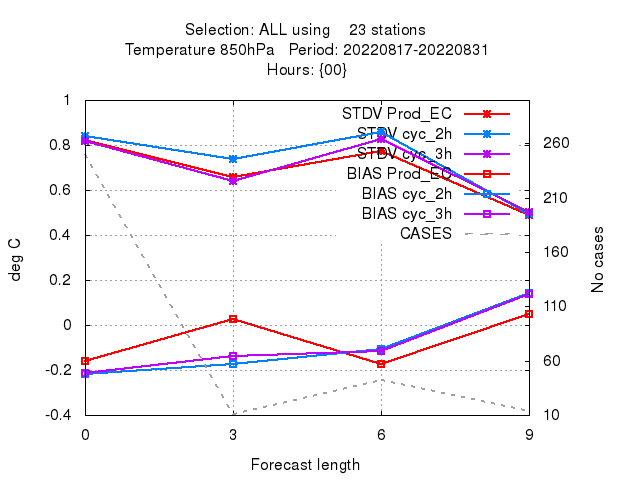 Selection: ALL using 23 stations
Temperature 850hPa Period: 20220817-20220831
Hours: {00}
1
0.8
0.6
0.4
0.2
0
-0.2
-0.4
deg C
STDV Prod_EC
STDV cyc_2h
STDV cyc_3h
BIAS Prod_EC
BIAS cyc_2h
BIAS cyc_3h
CASES
260
210
160
110
60
10
No cases
0 3 6 9
Forecast length